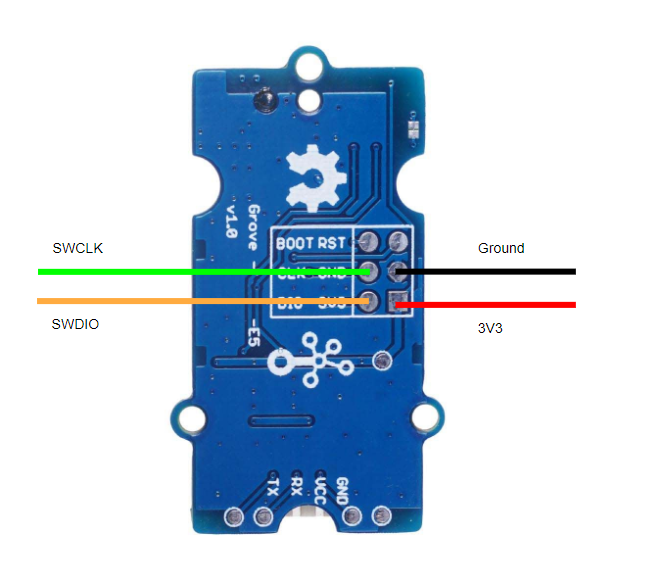 BOOT RST
SWCLK
CLK GND
Ground
SWDIO
DIO 3V3
3V3
Grove - -E5
v1.0
TX
RX
VCC
GND